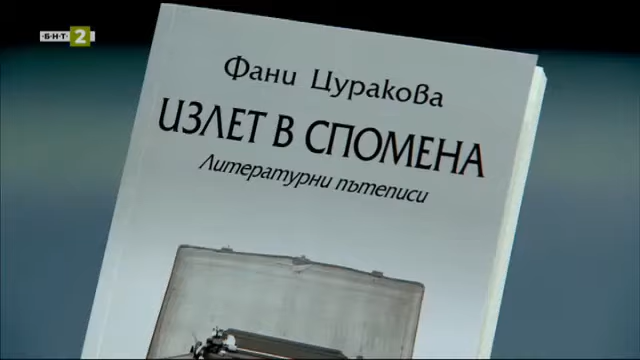 БНТ 2
Фани Цуракова
ИЗЛЕТ В СПОМЕНА
Литературни пътеписи